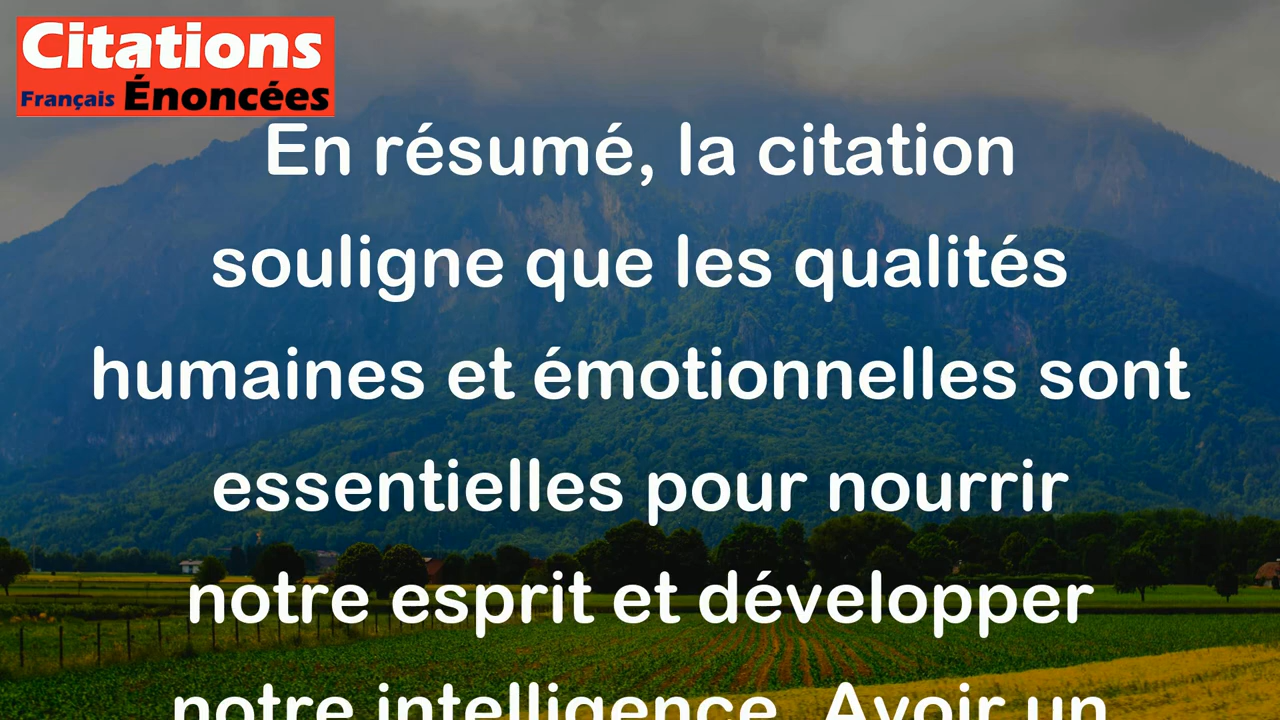 Citations
Français Énoncées
En résumé, la citation
souligne que les qualités
humaines et émotionnelles sont
essentielles pour nourrir
notre esprit et développer
notre intelligence. Avoir un